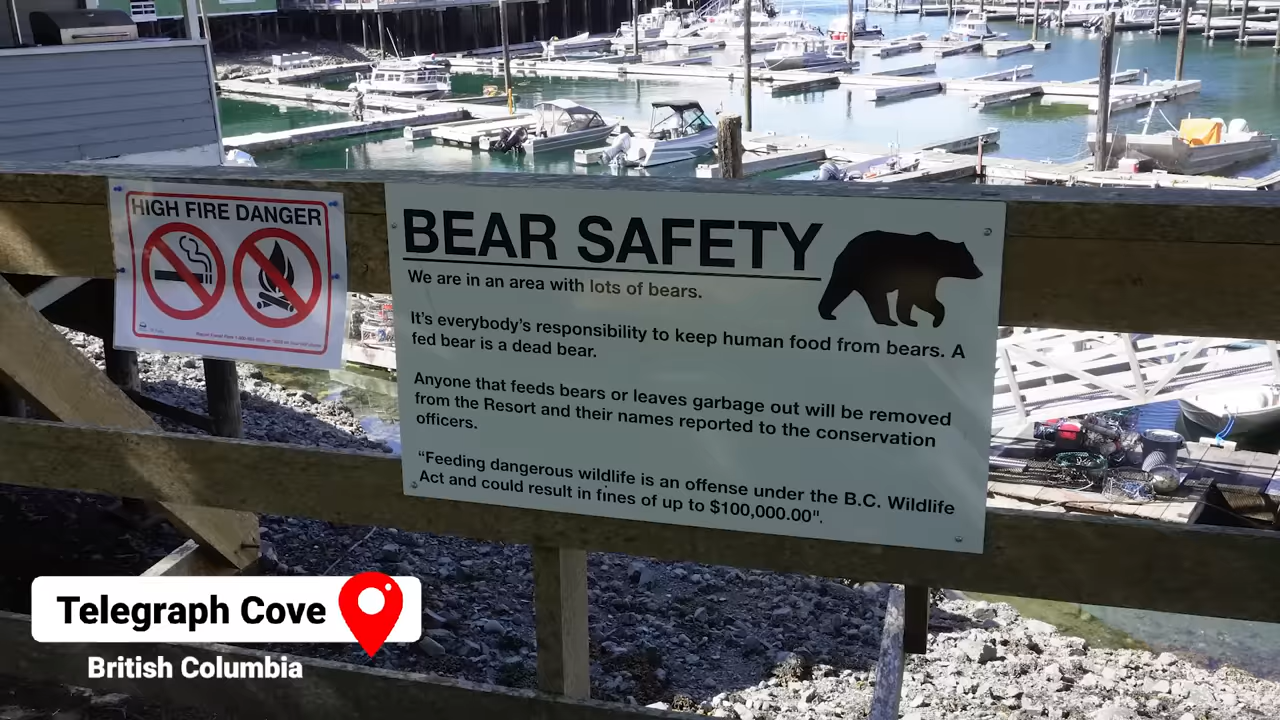 HIGH FIRE DANGER
BEAR SAFETY
We are in an area with lots of bears.
It's everybody's responsibility to keep human food from bears. A
fed bear is a dead bear.
Anyone that feeds bears or leaves garbage out will be removed
from the Resort and their names reported to the conservation
officers.
“Feeding dangerous wildlife is an offense under the B.C. Wildlife
Act and could result in fines of up to $100,000.00".
Telegraph Cove
British Columbia